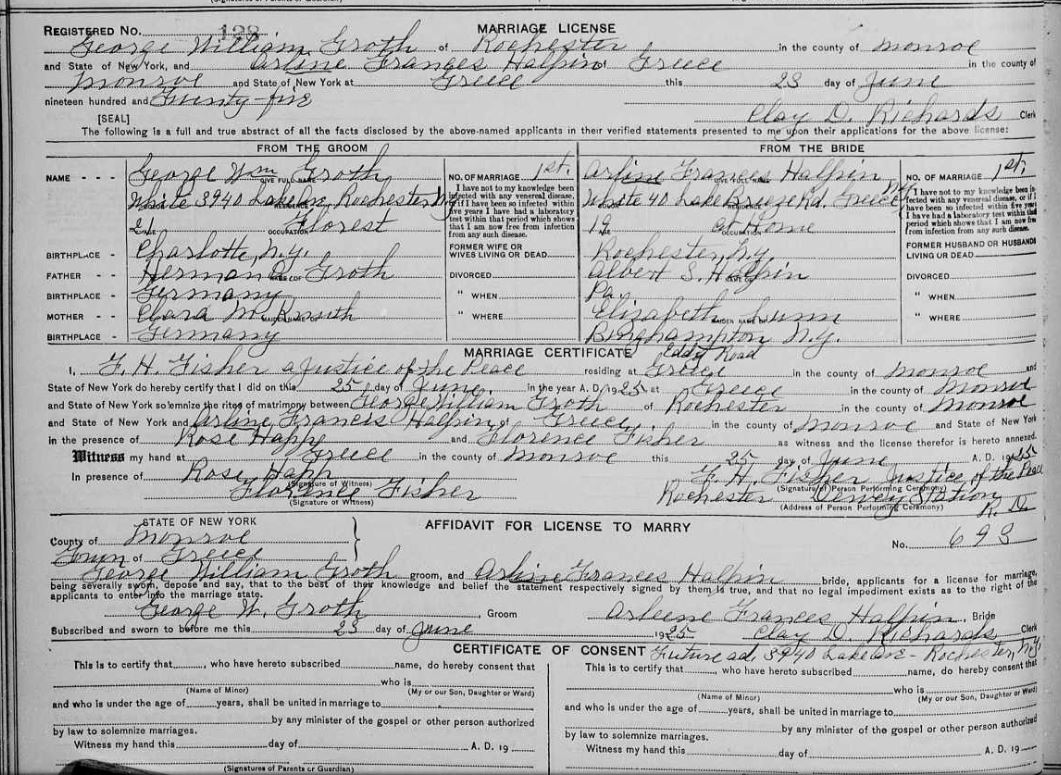 (Signatures of Parents or Guardian)
REGISTERED No. 198 MARRIAGE LICENSE
George William Groth of Rochester in the county of Monroe
and State of New York, and Arline Frances Halpin of Greece in the county of
Monroe and State of New York at Greece this 23 day of June
nineteen hundred and Twenty-five
Clay D. Richards Clerk
[SEAL]
The following is a full and true abstract of all the facts disclosed by the above-named applicants in their verified statements presented to me upon their applications for the above license:
FROM THE GROOM FROM THE BRIDE
NAME - - - George Wm Groth NO. OF MARRIAGE 1st. Arline Frances Halpin NO. OF MARRIAGE 1st.
GIVE FULL NAME
White 3940 Lake Av. Rochester N.Y. White 40 Lake Breeze Rd. Greece N.Y.
I have not to my knowledge been infected with any venereal disease, or if I have been so infected within five years I have had a laboratory test within that period which shows that I am now free from infection from any such disease.
I have not to my knowledge been infected with any venereal disease, or if I have been so infected within five years I have had a laboratory test within that period which shows that I am now free from infection from any such disease.
21 OCCUPATION Florest 19 OCCUPATION at Home
BIRTHPLACE - Charlotte, N.Y. FORMER WIFE OR WIVES LIVING OR DEAD Rochester, N.Y. FORMER HUSBAND OR HUSBANDS LIVING OR DEAD
FATHER - - Herman Groth DIVORCED Albert S. Halpin DIVORCED
BIRTHPLACE - Germany " WHEN Pa. " WHEN
MOTHER - - Clara M. " WHERE Elizabeth Lunn " WHERE
MAIDEN NAME OF
BIRTHPLACE - Germany Binghampton N.Y.
MARRIAGE CERTIFICATE Eddy Road
I, F. H. Fisher a Justice of the Peace residing at Greece in the county of Monroe and
State of New York do hereby certify that I did on this 25 day of June in the year A. D. 1925 at Greece in the county of Monroe
and State of New York solemnize the rites of matrimony between George William Groth of Rochester in the county of Monroe
and State of New York and Arline Francis Halpin of Greece in the county of Monroe and State of New York
in the presence of Rose Happ and Florence Fisher as witness and the license therefor is hereto annexed.
Witness my hand at Greece in the county of Monroe this 25 day of June A. D. 1925
In presence of Rose Happ F. H. Fisher Justice of the Peace
(Signature of Witness) (Signature of Person Performing Ceremony)
Florence Fisher Rochester Dewey Station R. D.
(Signature of Witness) (Address of Person Performing Ceremony)
STATE OF NEW YORK AFFIDAVIT FOR LICENSE TO MARRY
County of Monroe No. 693
Town of Greece
George William Groth groom, and Arline Frances Halpin bride, applicants for a license for marriage,
being severally sworn, depose and say, that to the best of their knowledge and belief the statement respectively signed by them is true, and that no legal impediment exists as to the right of the
applicants to enter into the marriage state.
George W. Groth, Groom Arleene Frances Halpin, Bride
Subscribed and sworn to before me this 23 day of June 1925 Clay D. Richards Clerk
CERTIFICATE OF CONSENT Future ad. 3940 Lake Ave - Rochester, N.Y.
This is to certify that, who have hereto subscribed name, do hereby consent that
who is
(Name of Minor) (My or our Son, Daughter or Ward)
and who is under the age of years, shall be united in marriage to
by any minister of the gospel or other person authorized
by law to solemnize marriages.
Witness my hand this day of A. D. 19
(Signatures of Parents or Guardian)
This is to certify that, who have hereto subscribed name, do hereby consent that
who is
(Name of Minor) (My or our Son, Daughter or Ward)
and who is under the age of years, shall be united in marriage to
by any minister of the gospel or other person authorized
by law to solemnize marriages.
Witness my hand this day of A. D. 19